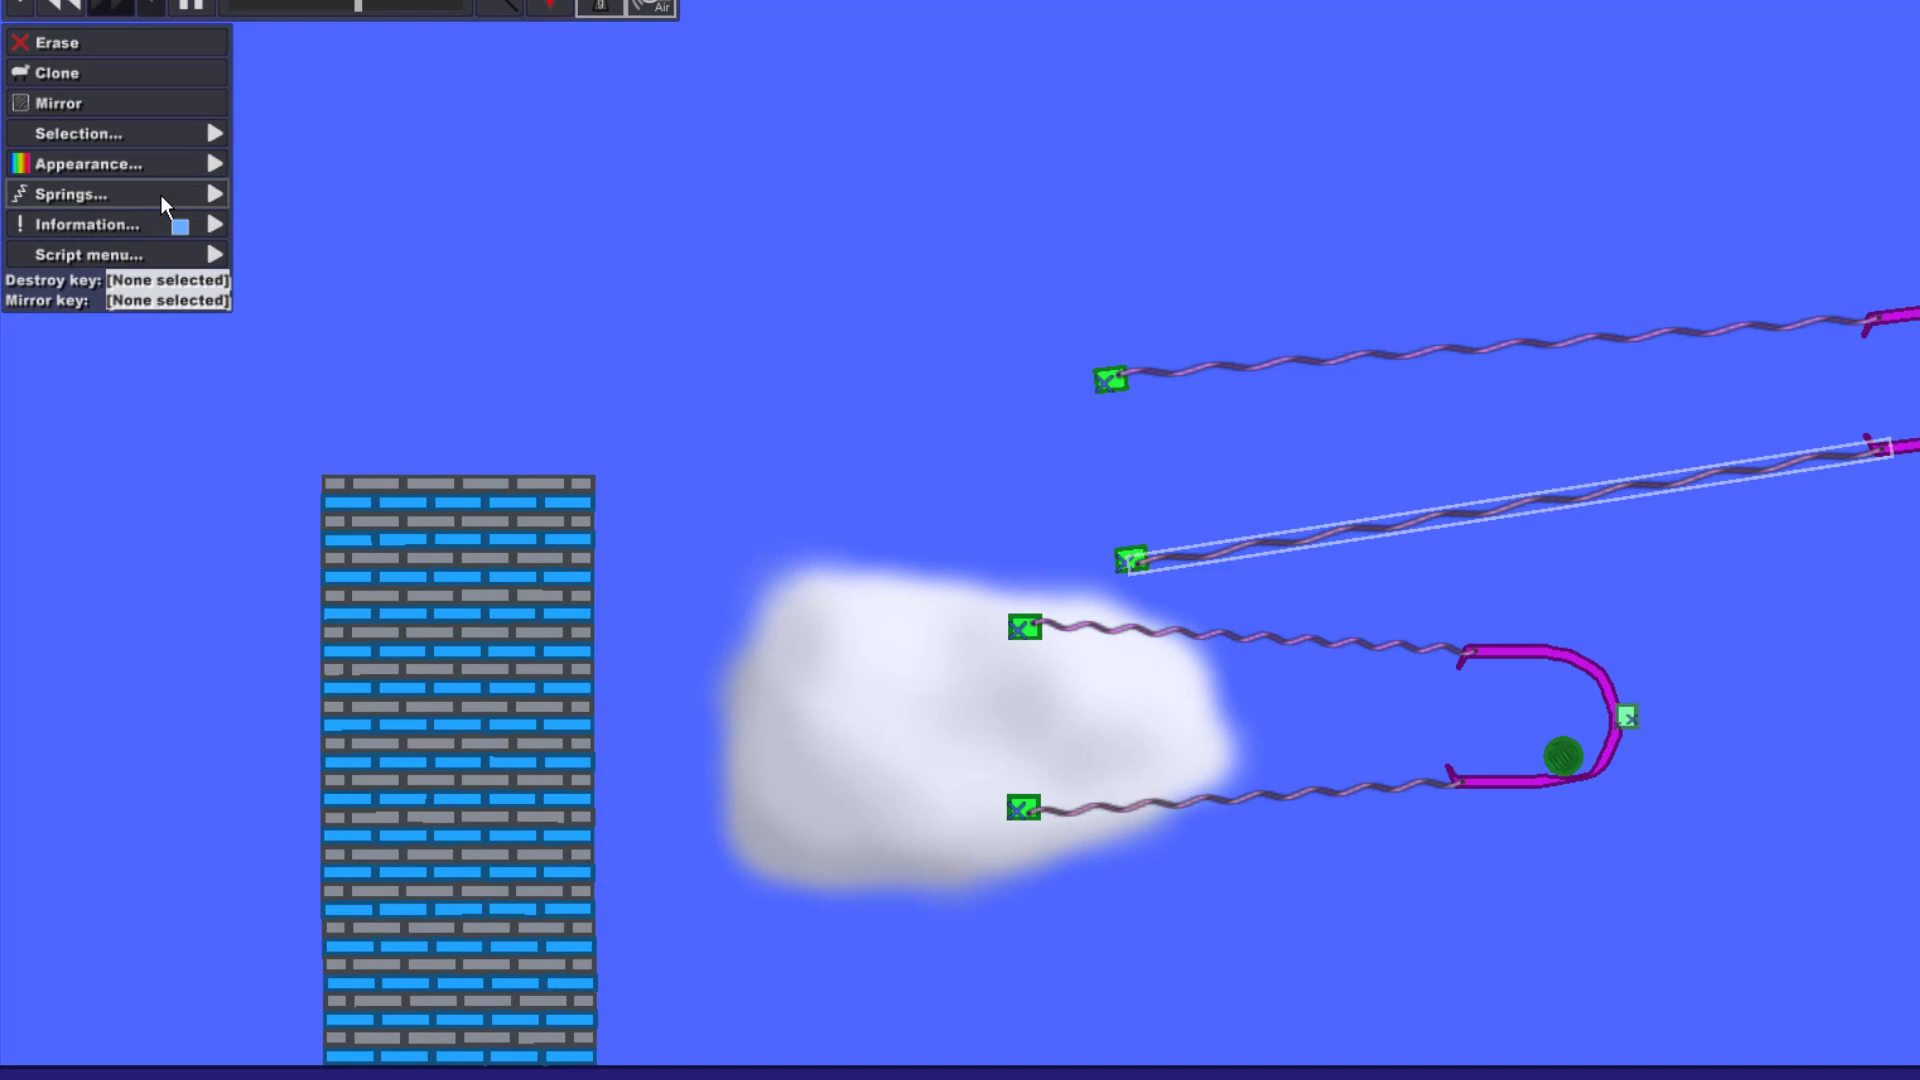 g
Air
Erase
Clone
Mirror
Selection...
Appearance...
Springs...
Information...
Script menu...
Destroy key: [None selected]
Mirror key: [None selected]